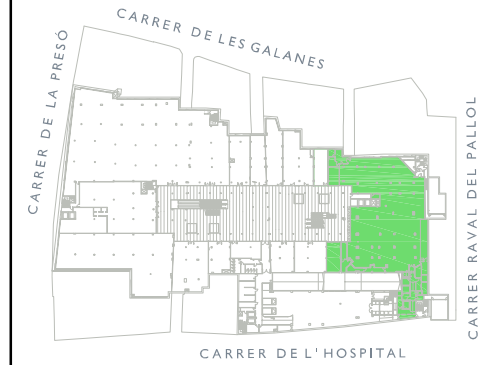 CARRER DE LES GALANES
CARRER DE LA PRESÓ
CARRER RAVAL DEL PALLOL
CARRER DE L'HOSPITAL